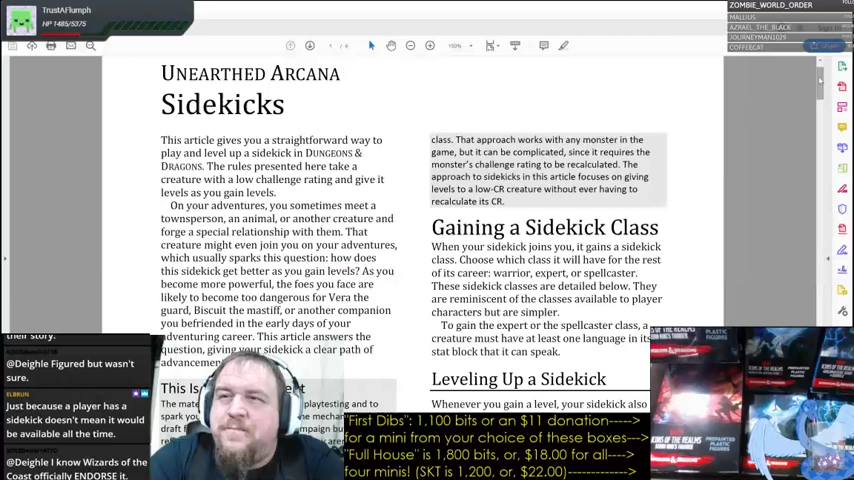 TrustAFlumph
HP 1485/5375
ZOMBIE_WORLD_ORDER
MALLIUS
AZRAEL_THE_BLACK
JOURNEYMAN1029
COFFEECAT
150%
UNEARTHED ARCANA
Sidekicks
This article gives you a straightforward way to
play and level up a sidekick in DUNGEONS &
DRAGONS. The rules presented here take a
creature with a low challenge rating and give it
levels as you gain levels.
On your adventures, you sometimes meet a
townsperson, an animal, or another creature and
forge a special relationship with them. That
creature might even join you on your adventures,
which usually sparks this question: how does
this sidekick get better as you gain levels? As you
become more powerful, the foes you face are
likely to become too dangerous for Vera the
guard, Biscuit the mastiff, or another companion
you befriended in the early days of your
adventuring career. This article answers the
question, giving your sidekick a clear path of
advancement
This Is
The mate
playtesting and to
spark you
draft f
class. That approach works with any monster in the
game, but it can be complicated, since it requires the
monster's challenge rating to be recalculated. The
approach to sidekicks in this article focuses on giving
levels to a low-CR creature without ever having to
recalculate its CR.
Gaining a Sidekick Class
When your sidekick joins you, it gains a sidekick
class. Choose which class it will have for the rest
of its career: warrior, expert, or spellcaster.
These sidekick classes are detailed below. They
are reminiscent of the classes available to player
characters but are simpler.
To gain the expert or the spellcaster class, a
creature must have at least one language in its
stat block that it can speak.
Leveling Up a Sidekick
Whenever you gain a level, your sidekick also
their story.
@Deighle Figured but wasn't
sure.
ELBRUN
Just because a player has a
sidekick doesn't mean it would
be available all the time.
@Deighle I know Wizards of the
Coast officially ENDORSE it.
"First Dibs": 1,100 bits or an $11 donation----->
for a mini from your choice of these boxes--->
"Full House" is 1,800 bits, or $18.00 for all---->
four minis! (SKT is 1,200, or, $22.00)------------->